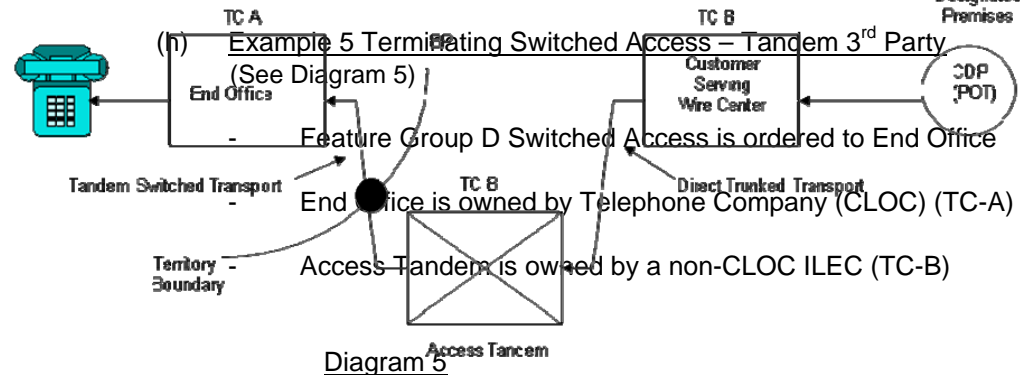 Premises
TC A
TC B
(h) Example 5 Terminating Switched Access – Tandem 3rd Party
(See Diagram 5)
Customer
Serving
Wire Center
End Office
CDP
(POT)
- Feature Group D Switched Access is ordered to End Office
Tandem Switched Transport
TC B
Direct Trunked Transport
- End Office is owned by Telephone Company (CLOC) (TC-A)
Territory
Boundary
- Access Tandem is owned by a non-CLOC ILEC (TC-B)
Access Tandem
Diagram 5